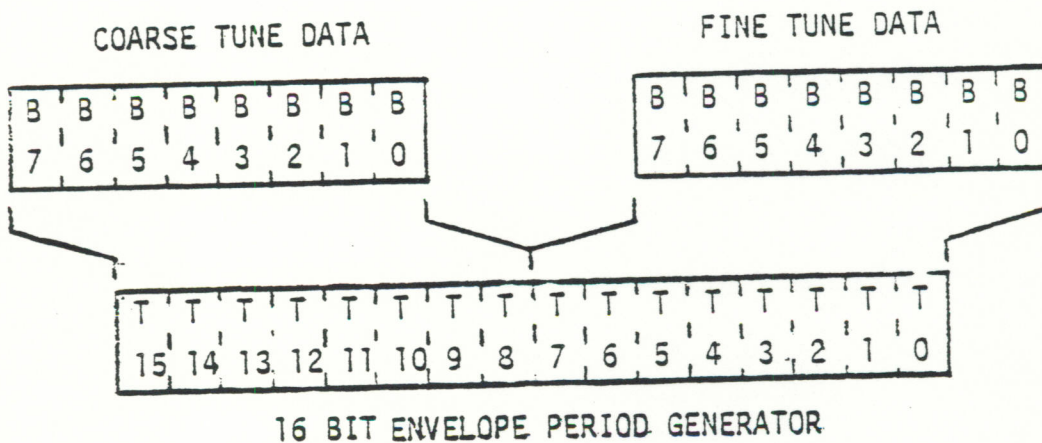 COARSE TUNE DATA
FINE TUNE DATA
B B B B B B B B
7 6 5 4 3 2 1 0
B B B B B B B B
7 6 5 4 3 2 1 0
T T T T T T T T T T T T T T T T
15 14 13 12 11 10 9 8 7 6 5 4 3 2 1 0
16 BIT ENVELOPE PERIOD GENERATOR